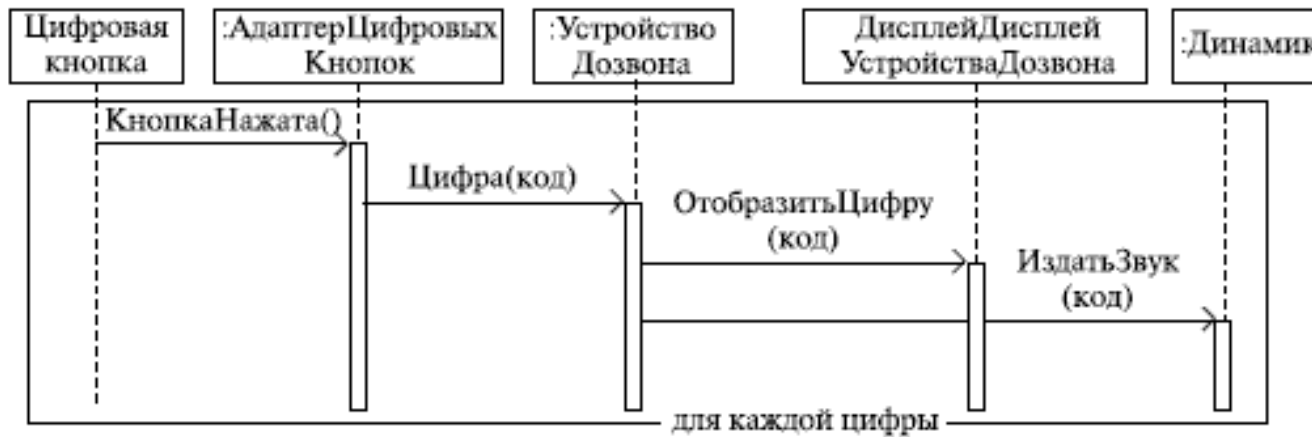 Цифровая
кнопка
:АдаптерЦифровых
Кнопок
:Устройство
Дозвона
ДисплейДисплей
УстройстваДозвона
:Динамик
КнопкаНажата()
Цифра(код)
ОтобразитьЦифру
(код)
ИздатьЗвук
(код)
для каждой цифры